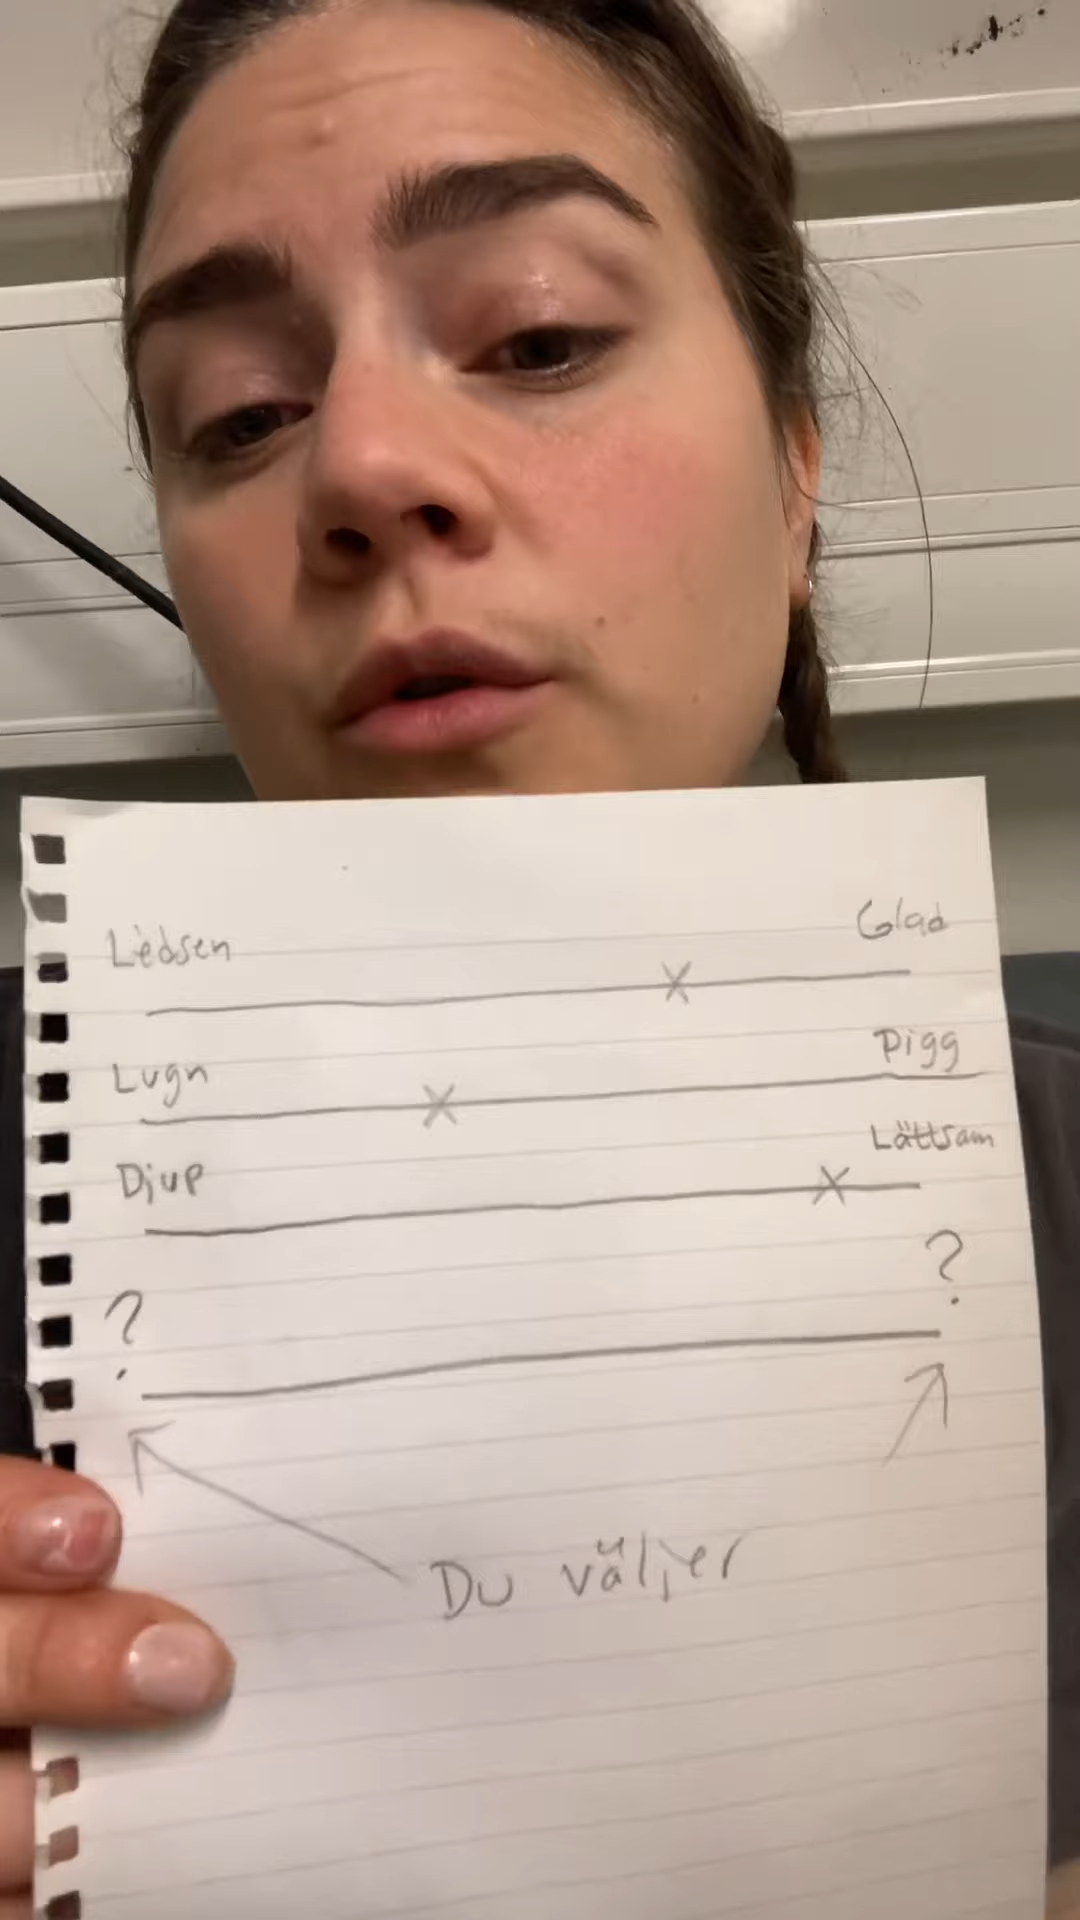 Ledsen Glad
X
Lugn Pigg
X
Djup Lättsam
X
? ?
Du väljer